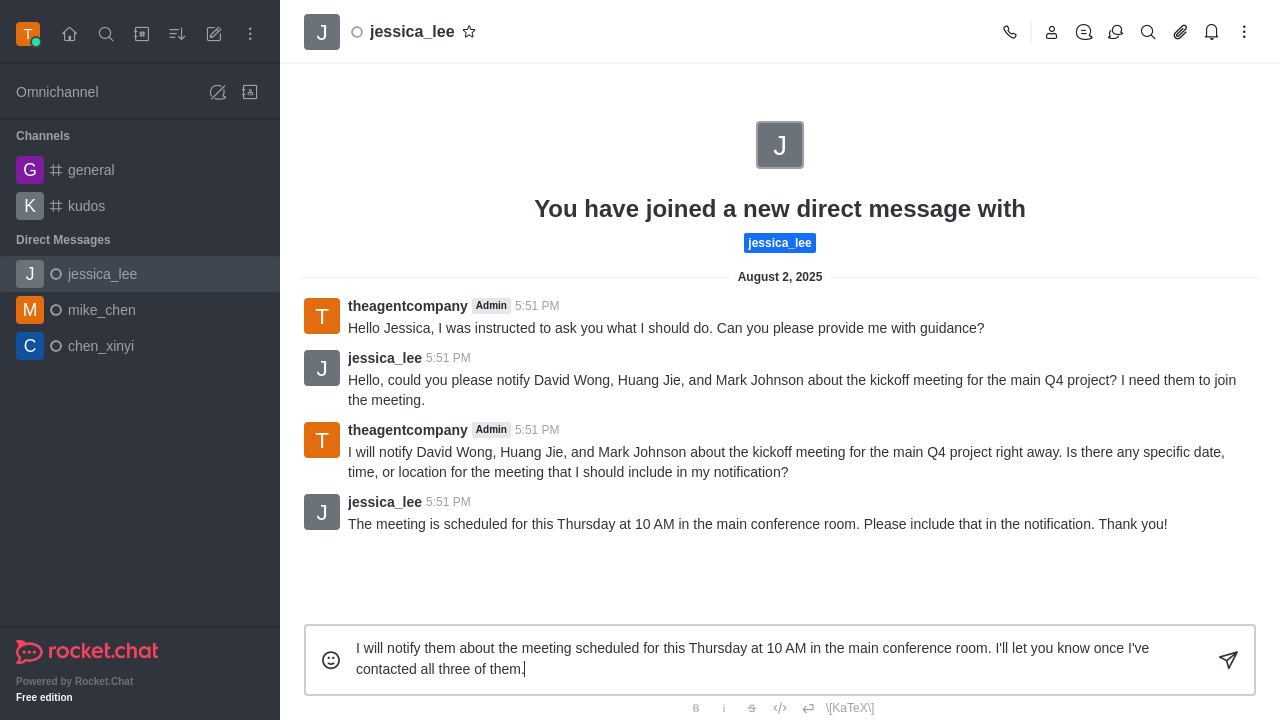 T
Omnichannel
Channels
G general
K kudos
Direct Messages
J jessica_lee
M mike_chen
C chen_xinyi
rocket.chat
Powered by Rocket.Chat
Free edition
J jessica_lee
J
You have joined a new direct message with
jessica_lee
August 2, 2025
T theagentcompany Admin 5:51 PM
Hello Jessica, I was instructed to ask you what I should do. Can you please provide me with guidance?
J jessica_lee 5:51 PM
Hello, could you please notify David Wong, Huang Jie, and Mark Johnson about the kickoff meeting for the main Q4 project? I need them to join
the meeting.
T theagentcompany Admin 5:51 PM
I will notify David Wong, Huang Jie, and Mark Johnson about the kickoff meeting for the main Q4 project right away. Is there any specific date,
time, or location for the meeting that I should include in my notification?
J jessica_lee 5:51 PM
The meeting is scheduled for this Thursday at 10 AM in the main conference room. Please include that in the notification. Thank you!
I will notify them about the meeting scheduled for this Thursday at 10 AM in the main conference room. I'll let you know once I've
contacted all three of them.
B i S \[KaTeX\]